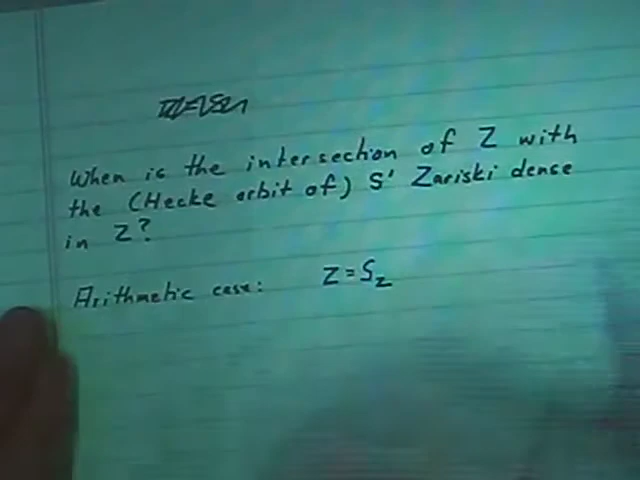 When is the intersection of Z with
the (Hecke orbit of) S' Zariski dense
in Z?
Arithmetic case: Z = S_Z